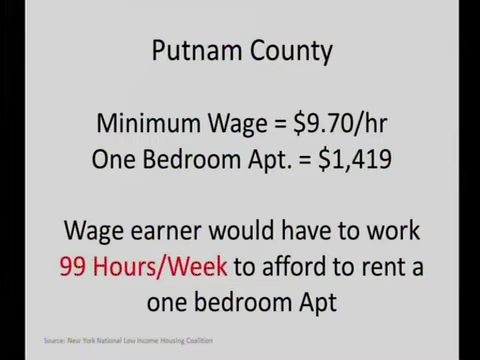 Putnam County
Minimum Wage = $9.70/hr
One Bedroom Apt. = $1,419
Wage earner would have to work
99 Hours/Week to afford to rent a
one bedroom Apt
Source: New York National Low Income Housing Coalition